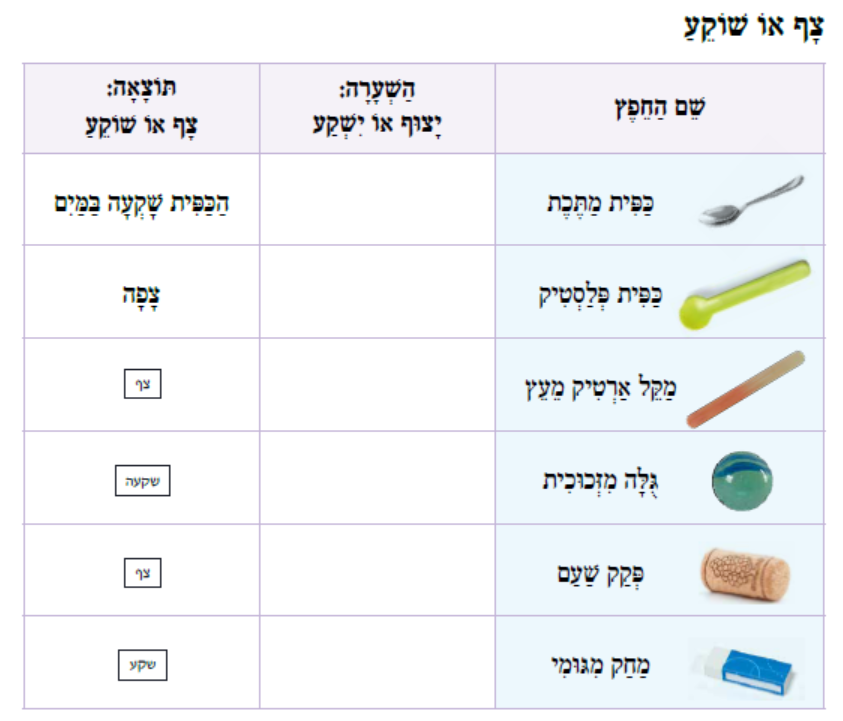 צָף אוֹ שׁוֹקֵעַ
שֵׁם הַחֵפֶץ
הַשְׁעָרָה:
יָצוּף אוֹ יִשְׁקַע
תּוֹצָאָה:
צָף אוֹ שׁוֹקֵעַ
כַּפִּית מַתֶּכֶת
הַכַּפִּית שָׁקְעָה בַּמַּיִם
כַּפִּית פְּלַסְטִיק
צָפָה
מַקֵּל אַרְטִיק מֵעֵץ
צף
גֻּלָּה מִזְּכוּכִית
שקעה
פְּקַק שַׁעַם
צף
מַחַק מִגּוּמִי
שקע